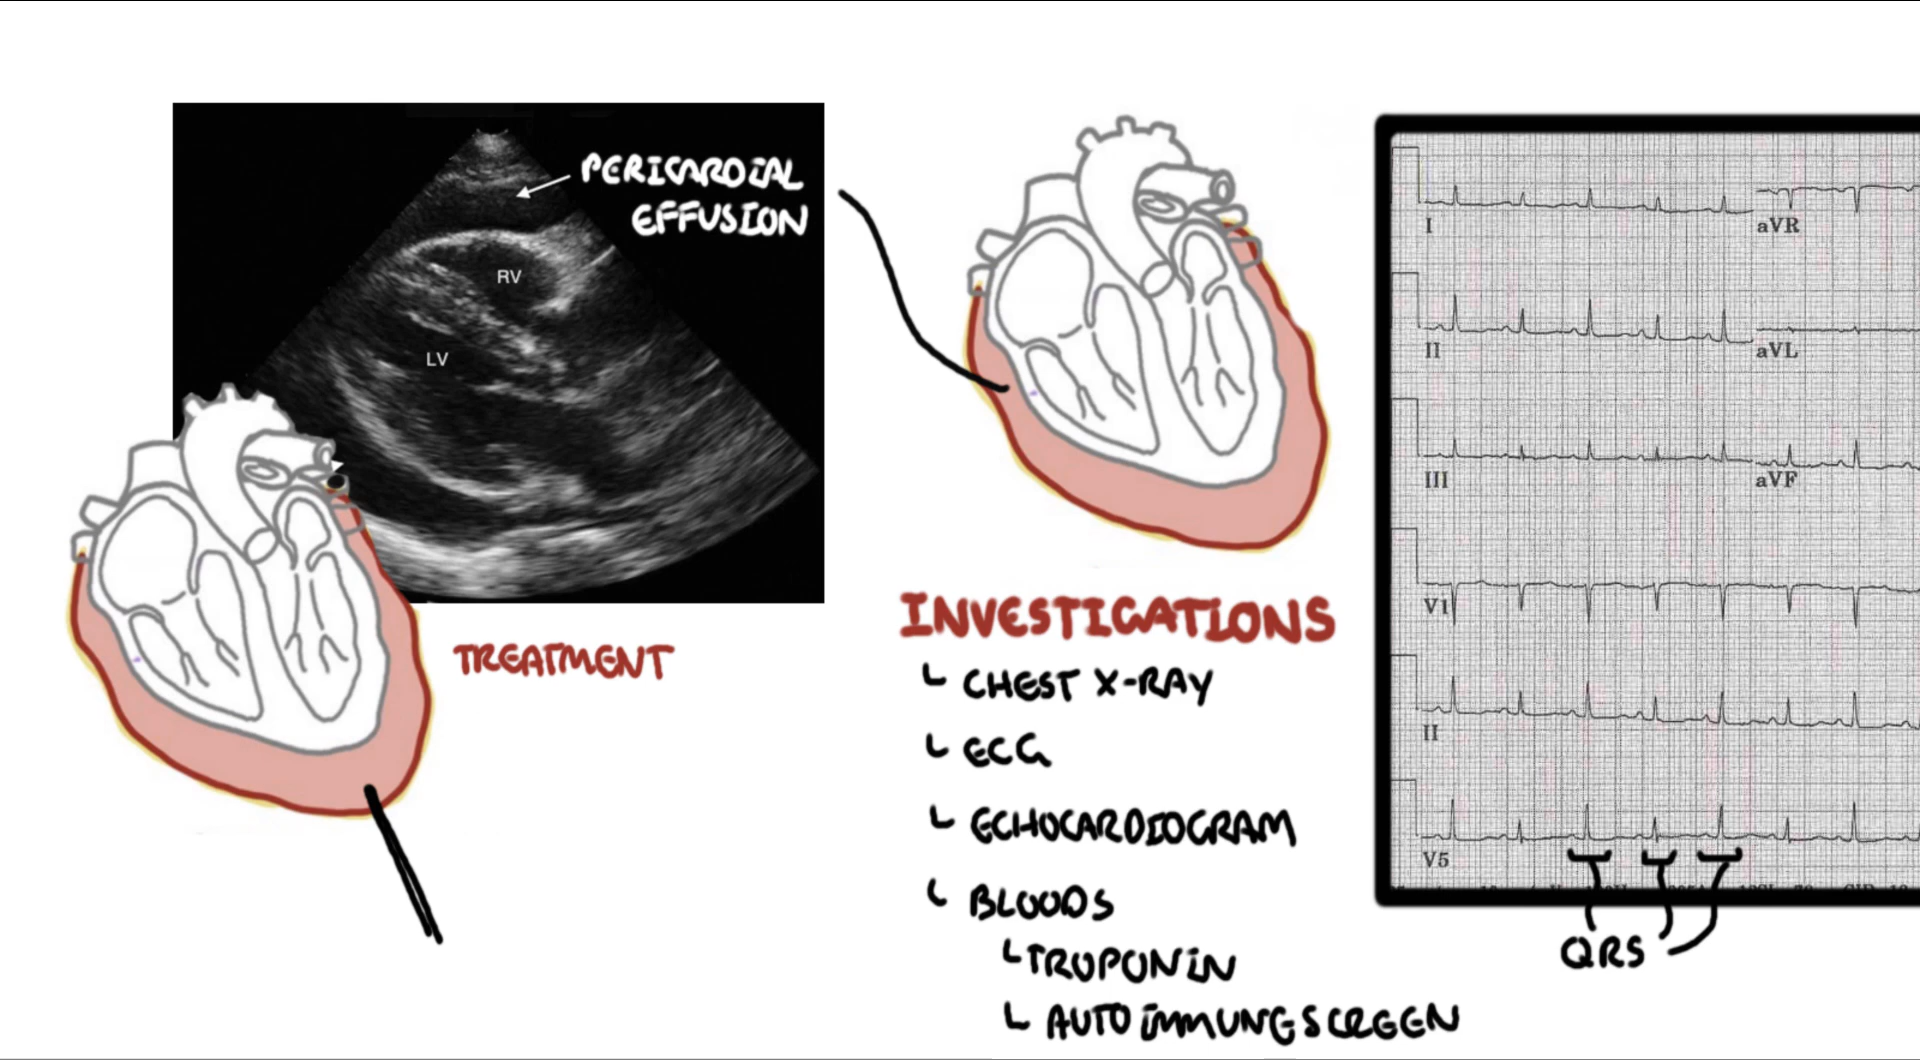 PERICARDIAL
EFFUSION
RV
LV
TREATMENT
INVESTIGATIONS
CHEST X-RAY
ECG
ECHOCARDIOGRAM
BLOODS
TROPONIN
AUTOIMMUNE SCREEN
I
aVR
II
aVL
III
aVF
V1
II
V5
QRS